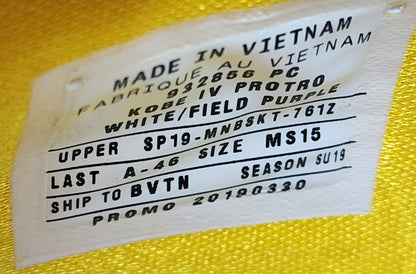 MADE IN VIETNAM
FABRIQUE AU VIETNAM
932856 PC
KOBE IV PROTRO
WHITE/FIELD PURPLE
UPPER SP19-MNBSKT-761Z
LAST A-46 SIZE MS15
SHIP TO BVTN SEASON SU19
PROMO 20190330